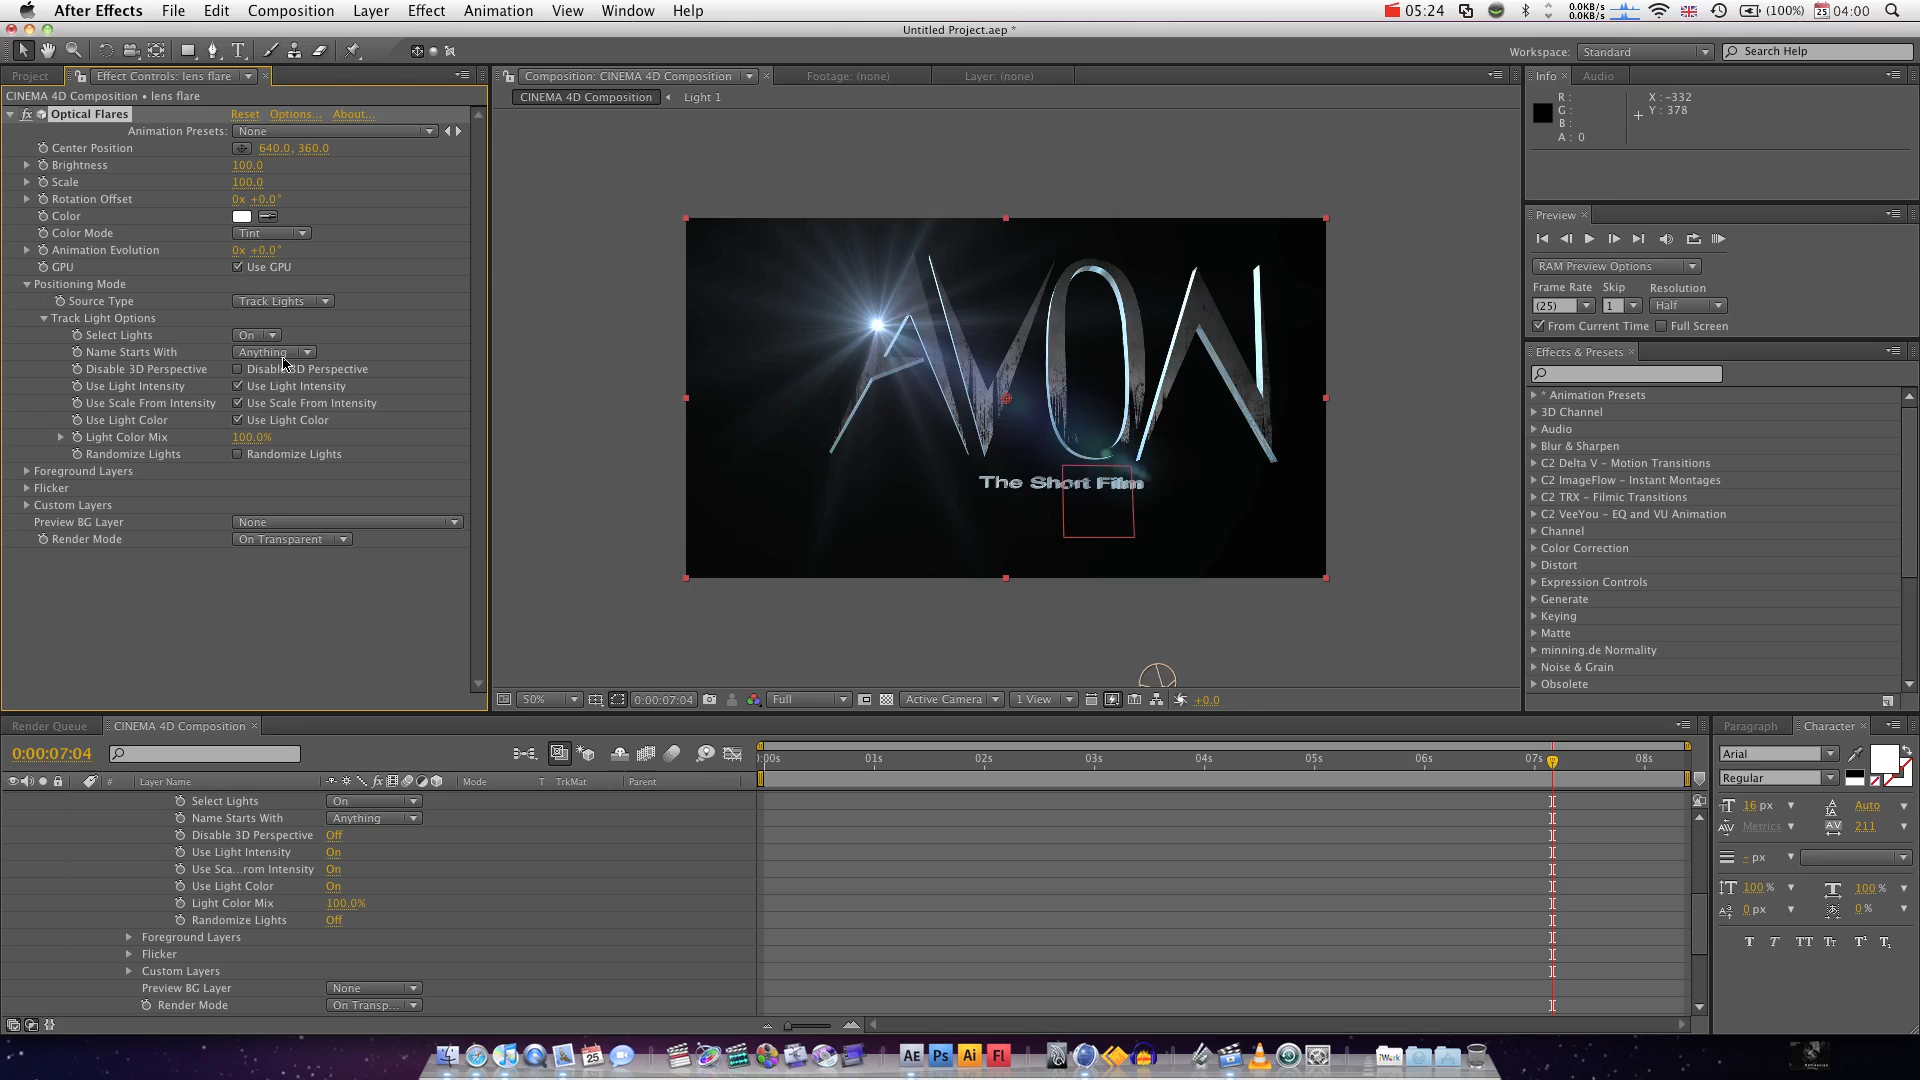 After Effects File Edit Composition Layer Effect Animation View Window Help
05:24 0.0KB/s 0.0KB/s (100%) 25 04:00
Untitled Project.aep *
Workspace: Standard Search Help
Project Effect Controls: lens flare
CINEMA 4D Composition • lens flare
fx Optical Flares Reset Options... About...
Animation Presets: None
Center Position 640.0, 360.0
Brightness 100.0
Scale 100.0
Rotation Offset 0x +0.0°
Color
Color Mode Tint
Animation Evolution 0x +0.0°
GPU Use GPU
Positioning Mode
Source Type Track Lights
Track Light Options
Select Lights On
Name Starts With Anything
Disable 3D Perspective Disable 3D Perspective
Use Light Intensity Use Light Intensity
Use Scale From Intensity Use Scale From Intensity
Use Light Color Use Light Color
Light Color Mix 100.0%
Randomize Lights Randomize Lights
Foreground Layers
Flicker
Custom Layers
Preview BG Layer None
Render Mode On Transparent
Composition: CINEMA 4D Composition Footage: (none) Layer: (none)
CINEMA 4D Composition Light 1
AVON
The Short Film
50% 0:00:07:04 Full Active Camera 1 View +0.0
Info Audio
R :
G :
B :
A : 0
X : -332
Y : 378
Preview
RAM Preview Options
Frame Rate Skip Resolution
(25) 1 Half
From Current Time Full Screen
Effects & Presets
* Animation Presets
3D Channel
Audio
Blur & Sharpen
C2 Delta V - Motion Transitions
C2 ImageFlow - Instant Montages
C2 TRX - Filmic Transitions
C2 VeeYou - EQ and VU Animation
Channel
Color Correction
Distort
Expression Controls
Generate
Keying
Matte
minning.de Normality
Noise & Grain
Obsolete
Render Queue CINEMA 4D Composition
0:00:07:04
# Layer Name fx Mode T TrkMat Parent
:00s 01s 02s 03s 04s 05s 06s 07s 08s
Select Lights On
Name Starts With Anything
Disable 3D Perspective Off
Use Light Intensity On
Use Sca...rom Intensity On
Use Light Color On
Light Color Mix 100.0%
Randomize Lights Off
Foreground Layers
Flicker
Custom Layers
Preview BG Layer None
Render Mode On Transp...
Paragraph Character
Arial
Regular
16 px Auto
Metrics 211
- px
100 % 100 %
0 px 0 %
T T TT Tt T¹ T₁
25 AE Ps Ai Fl iWork